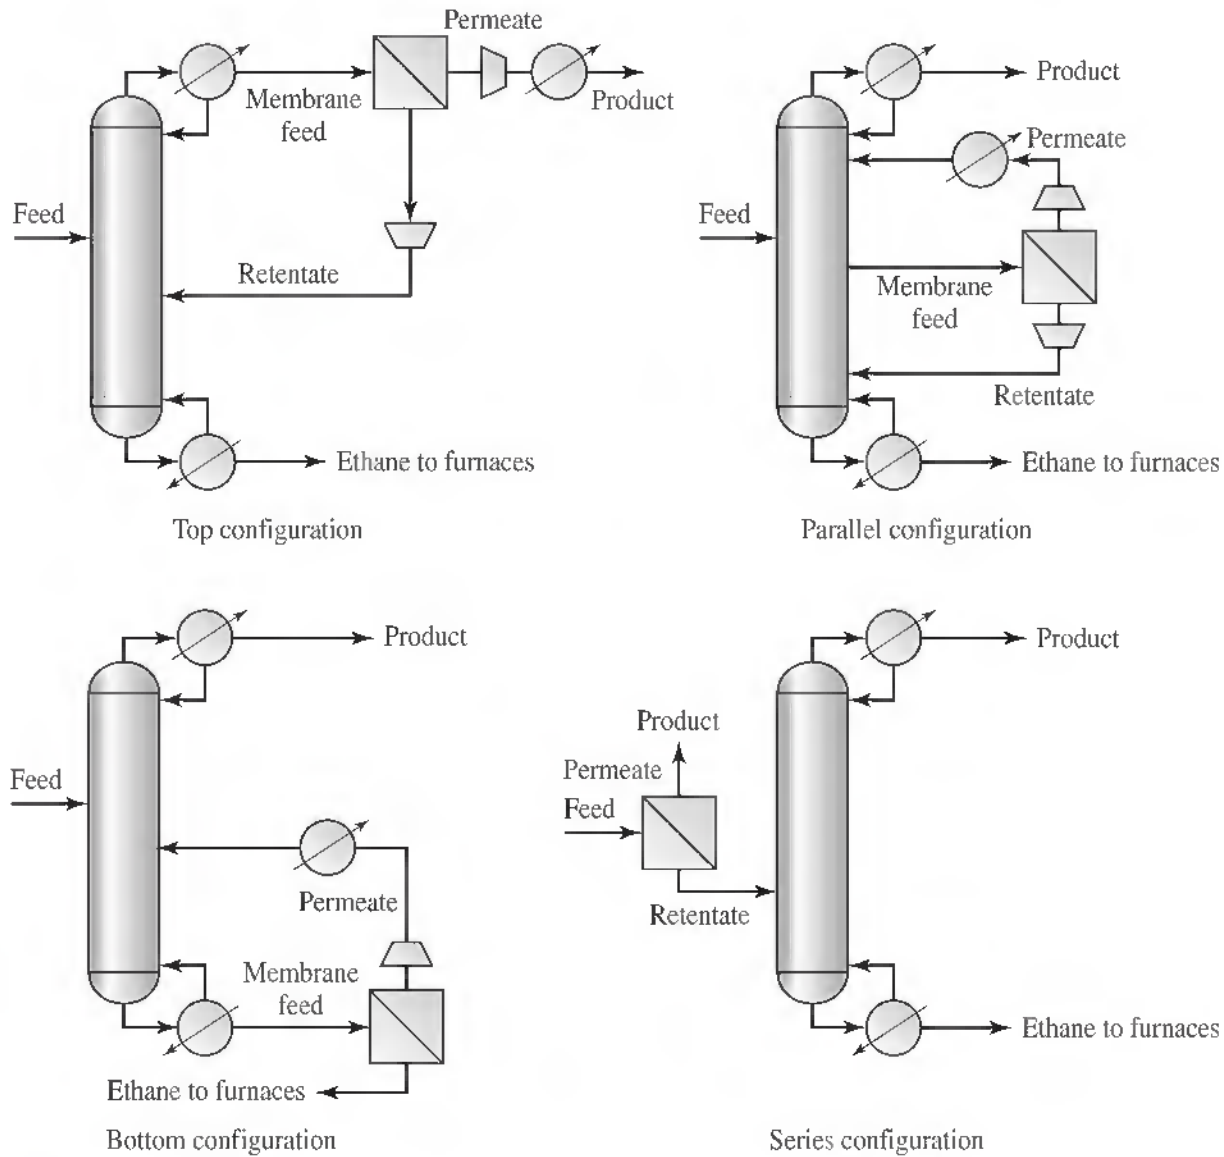 Permeate
Membrane
feed
Product
Feed
Retentate
Ethane to furnaces
Top configuration
Product
Permeate
Feed
Membrane
feed
Retentate
Ethane to furnaces
Parallel configuration
Product
Feed
Permeate
Membrane
feed
Ethane to furnaces
Bottom configuration
Product
Product
Permeate
Feed
Retentate
Ethane to furnaces
Series configuration